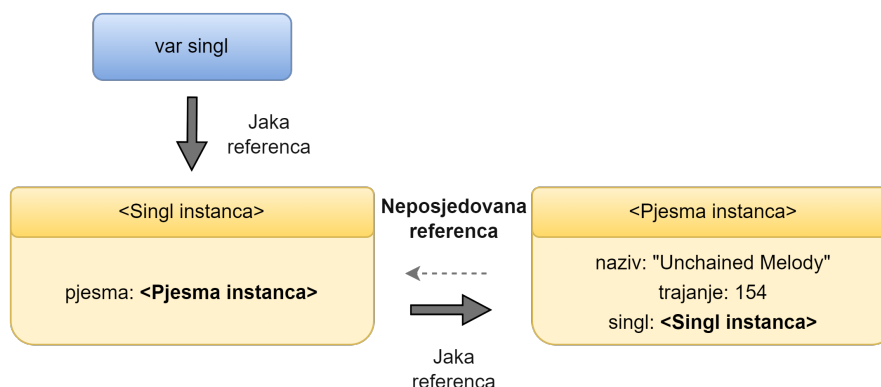 var singl
Jaka
referenca
<Singl instanca>
pjesma: <Pjesma instanca>
Neposjedovana
referenca
Jaka
referenca
<Pjesma instanca>
naziv: "Unchained Melody"
trajanje: 154
singl: <Singl instanca>